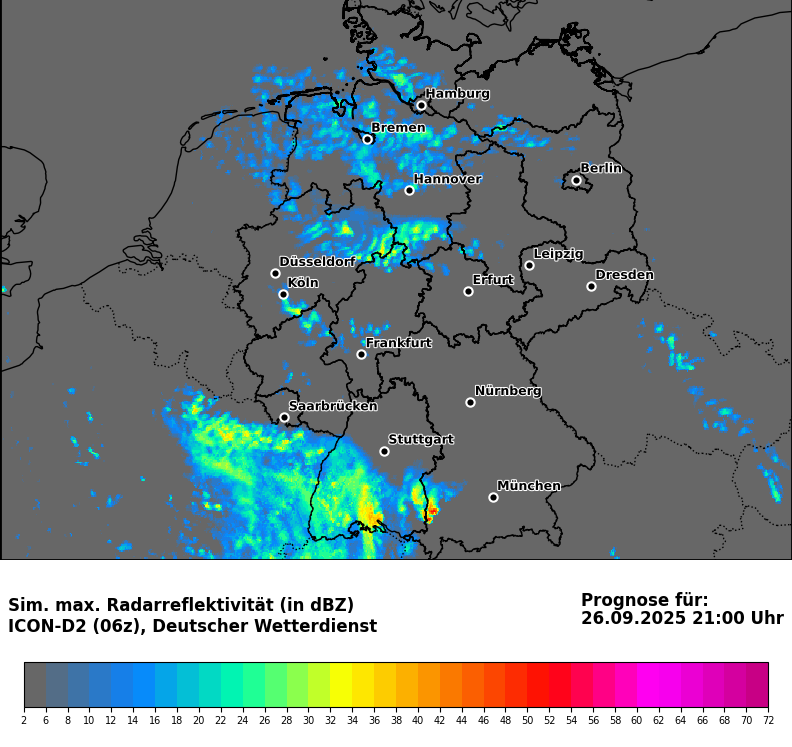 Hamburg
Bremen
Berlin
Hannover
Leipzig
Düsseldorf
Dresden
Erfurt
Köln
Frankfurt
Nürnberg
Saarbrücken
Stuttgart
München
Sim. max. Radarreflektivität (in dBZ)
ICON-D2 (06z), Deutscher Wetterdienst
Prognose für:
26.09.2025 21:00 Uhr
2 6 8 10 12 14 16 18 20 22 24 26 28 30 32 34 36 38 40 42 44 46 48 50 52 54 56 58 60 62 64 66 68 70 72